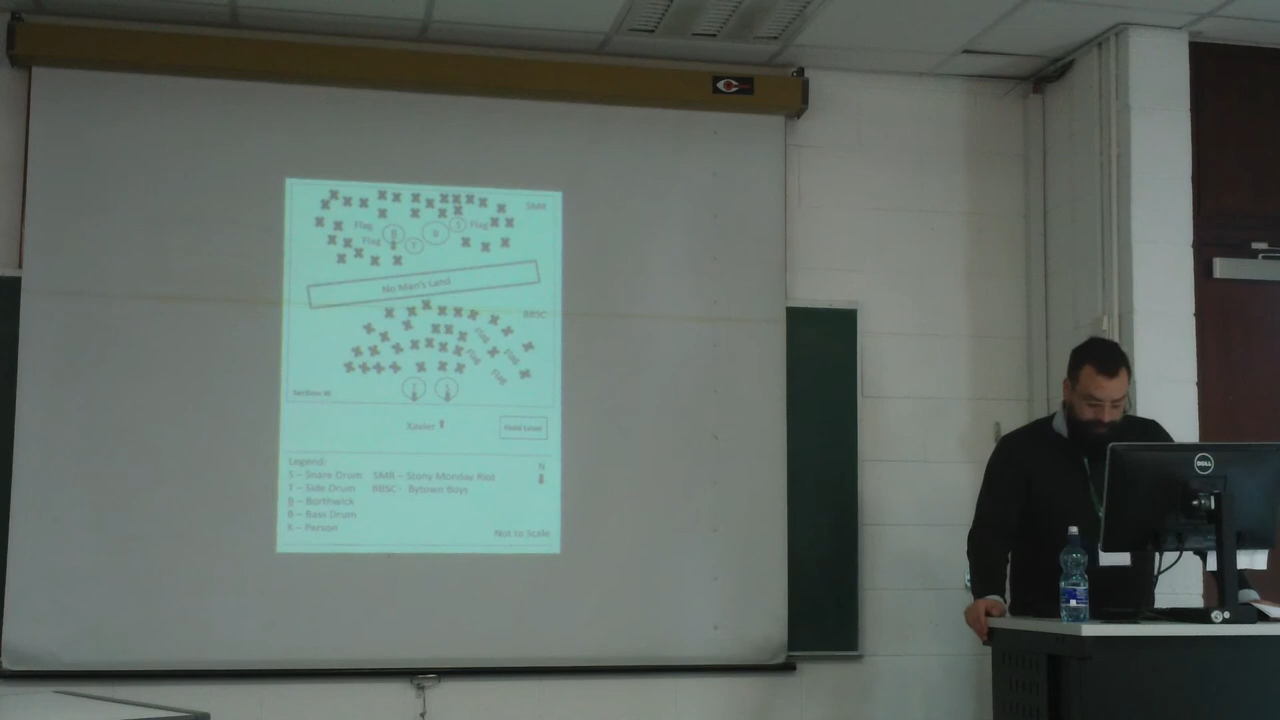 SMR
Flag
Flag
Flag
B
S
T
No Man's Land
BBSC
Flag
Flag
Flag
Flag
Section W
Xavier
Field Level
Legend:
S – Snare Drum SMR – Stony Monday Riot
T – Side Drum BBSC - Bytown Boys
B – Borthwick
B – Bass Drum
X – Person
N
Not to Scale
DELL